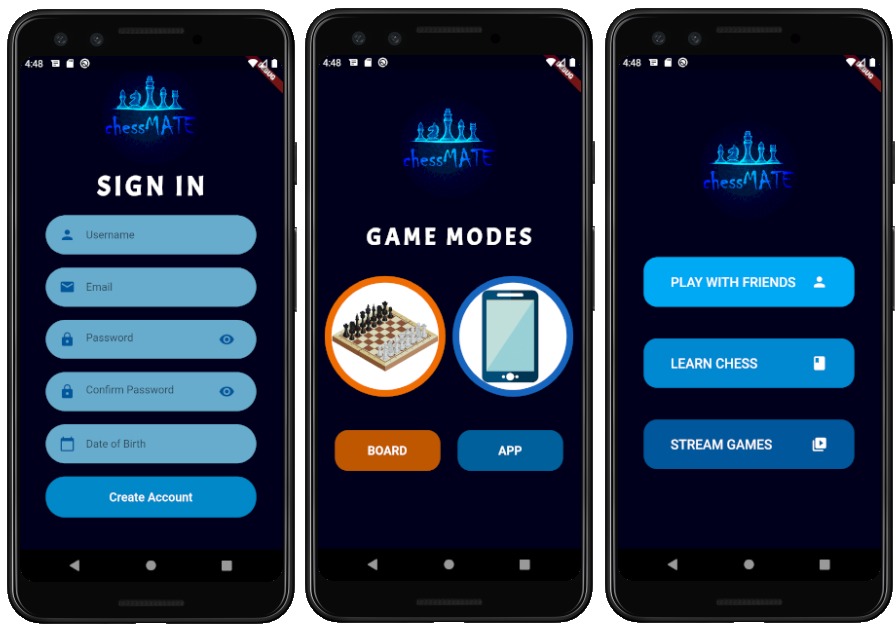 4:48
DEBUG
chessMATE
SIGN IN
Username
Email
Password
Confirm Password
Date of Birth
Create Account
4:48
DEBUG
chessMATE
GAME MODES
BOARD
APP
4:48
DEBUG
chessMATE
PLAY WITH FRIENDS
LEARN CHESS
STREAM GAMES